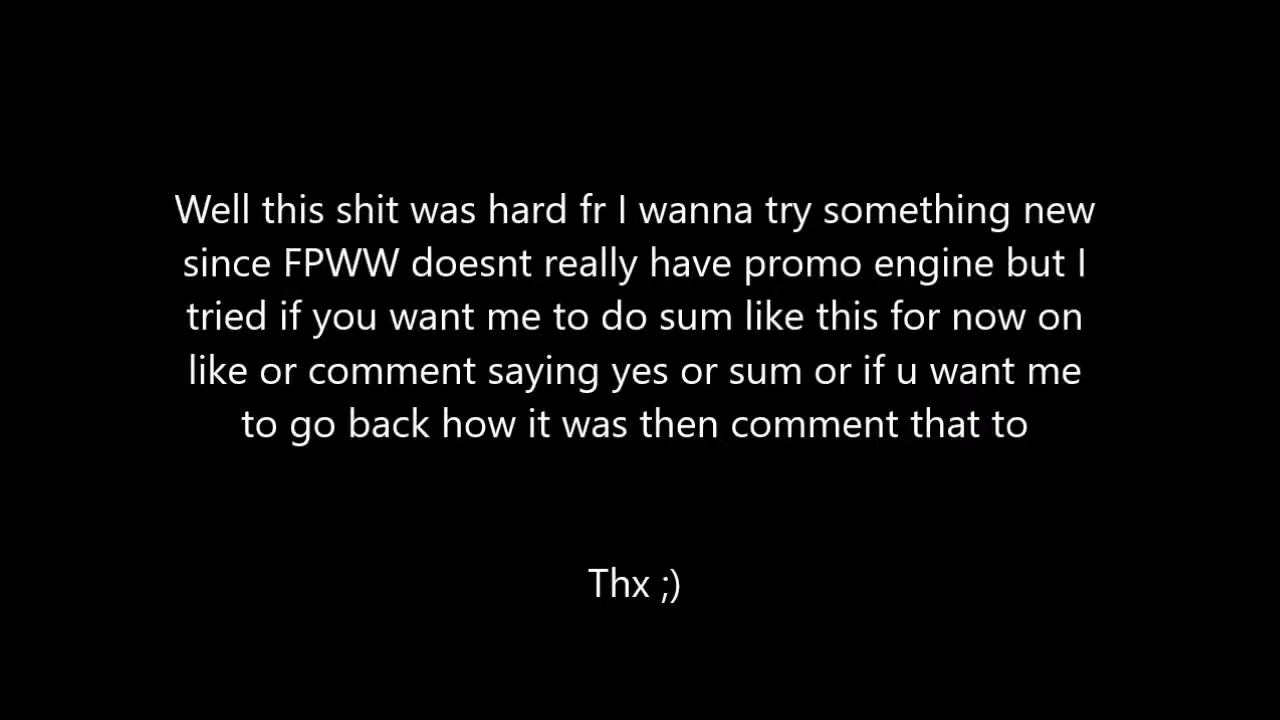 Well this shit was hard fr I wanna try something new
since FPWW doesnt really have promo engine but I
tried if you want me to do sum like this for now on
like or comment saying yes or sum or if u want me
to go back how it was then comment that to
Thx ;)